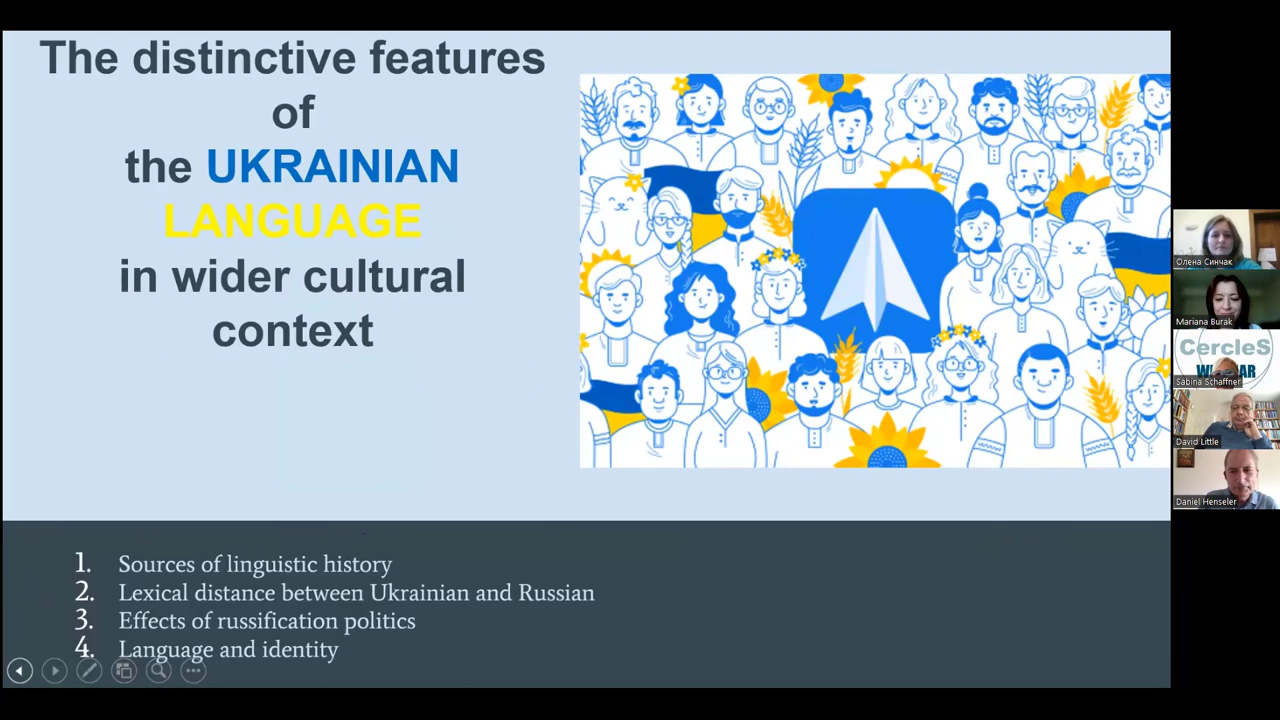 The distinctive features
of
the UKRAINIAN
LANGUAGE
in wider cultural
context
1. Sources of linguistic history
2. Lexical distance between Ukrainian and Russian
3. Effects of russification politics
4. Language and identity
Олена Синчак
Mariana Burak
CercleS
Sabina Schaffner
David Little
Daniel Henseler